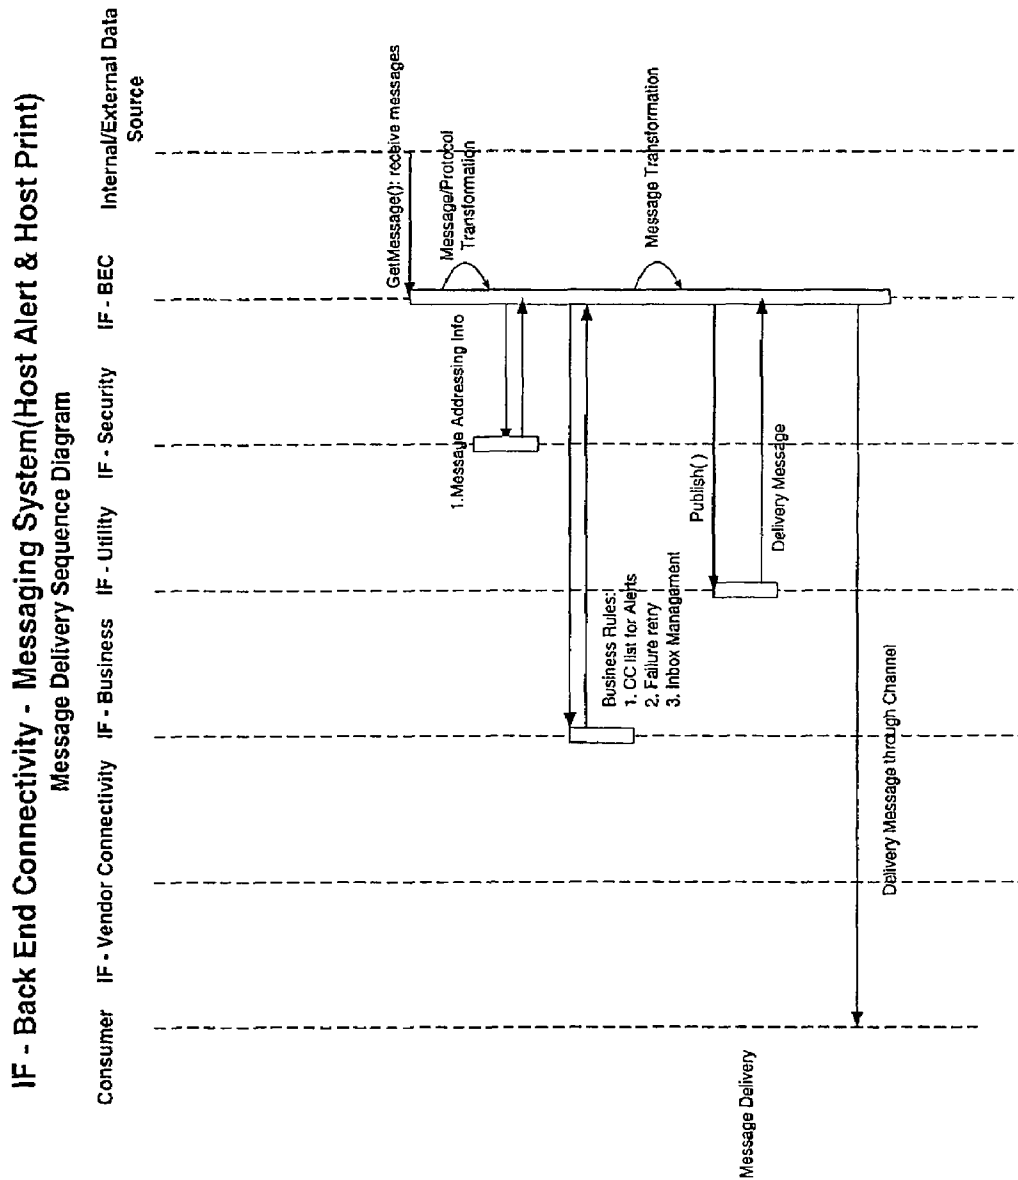 IF - Back End Connectivity - Messaging System(Host Alert & Host Print)
Message Delivery Sequence Diagram
Consumer
IF - Vendor Connectivity
IF - Business
IF - Utility
IF - Security
IF - BEC
Internal/External Data
Source
GetMessage(): receive messages
Message/Protocol
Transformation
1.Message Addressing Info
Business Rules:
1. CC list for Alerts
2. Failure retry
3. Inbox Managament
Message Transformation
Publish( )
Delivery Message
Delivery Message through Channel
Message Delivery